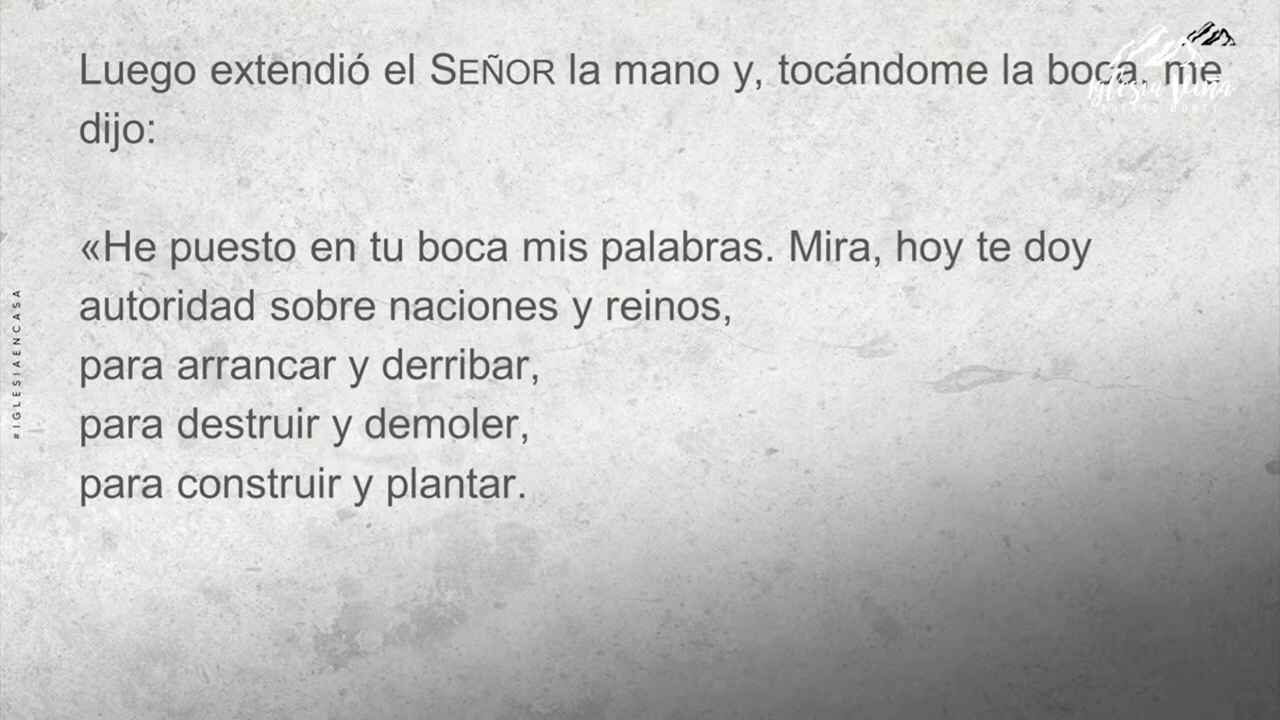 Luego extendió el SEÑOR la mano y, tocándome la boca, me
dijo:
«He puesto en tu boca mis palabras. Mira, hoy te doy
autoridad sobre naciones y reinos,
para arrancar y derribar,
para destruir y demoler,
para construir y plantar.
Iglesia Viña
#IGLESIAENCASA